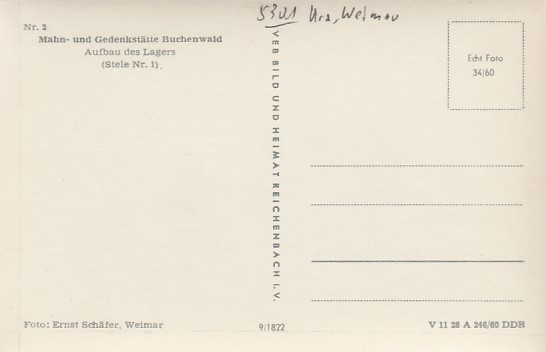 5301 Krs, Weimar
Nr. 2
Mahn- und Gedenkstätte Buchenwald
Aufbau des Lagers
(Stele Nr. 1)
VEB BILD UND HEIMAT REICHENBACH i. V.
Echt Foto
34/60
Foto: Ernst Schäfer, Weimar
9/1822
V 11 28 A 246/60 DDR